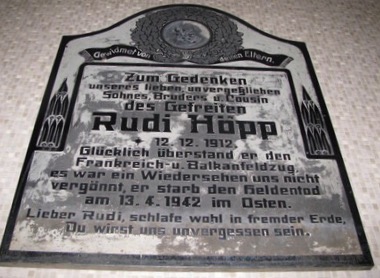 Gewidmet von seinen Eltern.
Zum Gedenken
unseres lieben, unvergeßlichen
Sohnes, Bruders u. Cousin
des Gefreiten
Rudi Höpp
* 12. 12. 1912.
Glücklich überstand er den
Frankreich- u. Balkanfeldzug,
es war ein Wiedersehen uns nicht
vergönnt, er starb den Heldentod
am 13. 4. 1942 im Osten.
Lieber Rudi, schlafe wohl in fremder Erde,
Du wirst uns unvergessen sein.